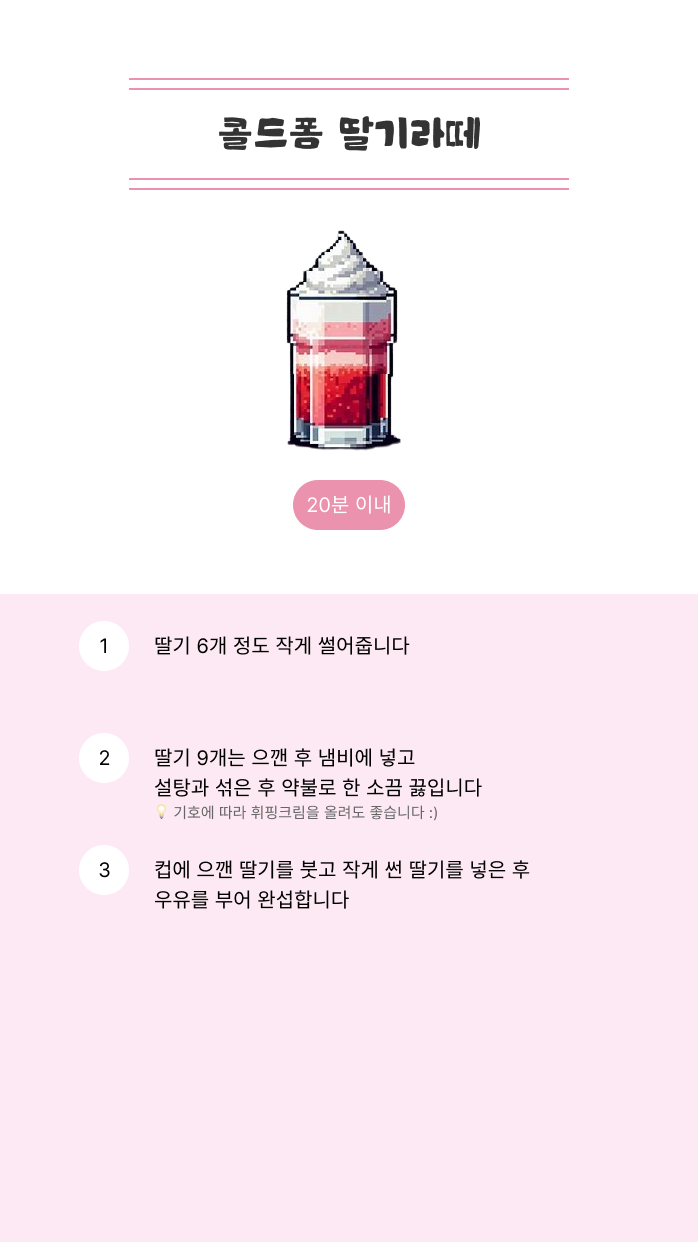 콜드퐁 딸기라떼
20분 이내
1 딸기 6개 정도 작게 썰어줍니다
2 딸기 9개는 으깬 후 냄비에 넣고
설탕과 섞은 후 약불로 한 소끔 끓입니다
💡 기호에 따라 휘핑크림을 올려도 좋습니다 :)
3 컵에 으깬 딸기를 붓고 작게 썬 딸기를 넣은 후
우유를 부어 완섭합니다